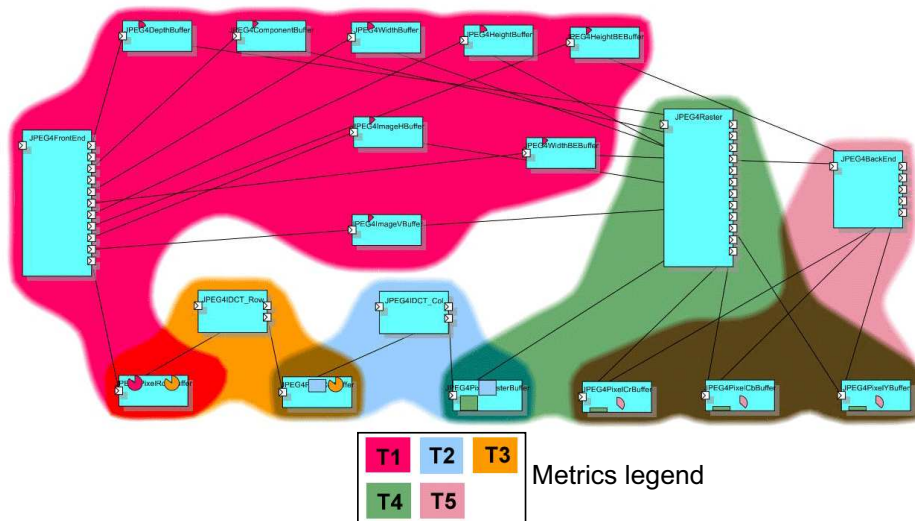 JPEG4DepthBuffer
JPEG4ComponentBuffer
JPEG4WidthBuffer
JPEG4HeightBuffer
JPEG4HeightBEBuffer
JPEG4FrontEnd
JPEG4ImageHBuffer
JPEG4WidthBEBuffer
JPEG4Raster
JPEG4BackEnd
JPEG4ImageVBuffer
JPEG4IDCT_Row
JPEG4IDCT_Col
JPEG4PixelCrBuffer
JPEG4PixelCbBuffer
JPEG4PixelYBuffer
T1 T2 T3
T4 T5
Metrics legend